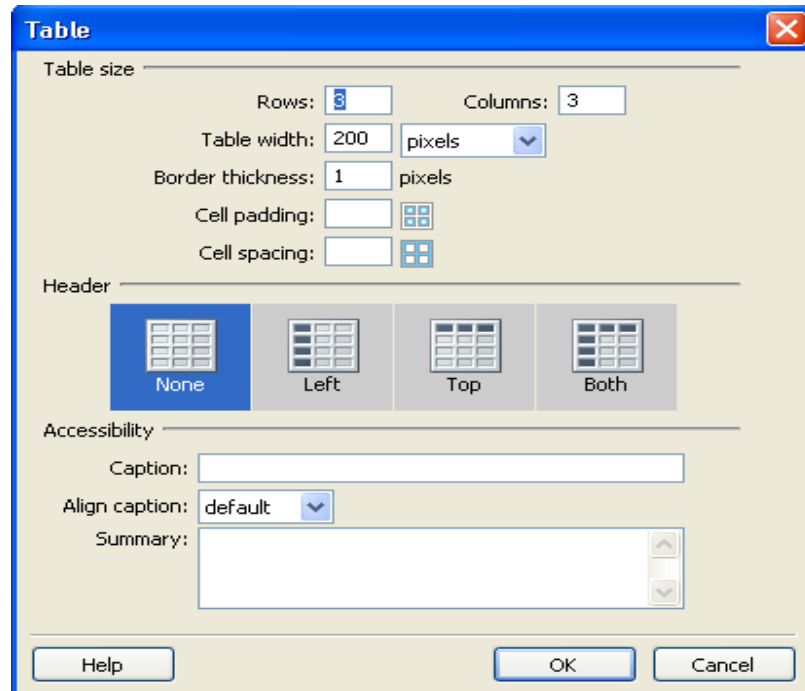 Table
Table size
Rows: 3 Columns: 3
Table width: 200 pixels
Border thickness: 1 pixels
Cell padding:
Cell spacing:
Header
None Left Top Both
Accessibility
Caption:
Align caption: default
Summary:
Help OK Cancel